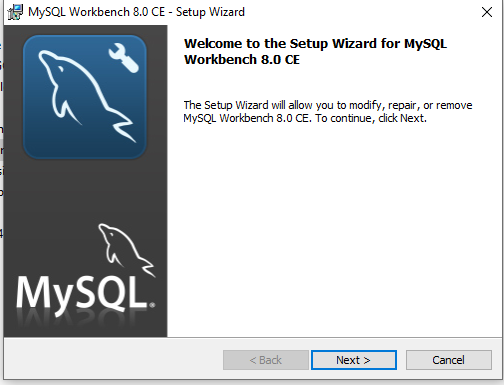 MySQL Workbench 8.0 CE - Setup Wizard
Welcome to the Setup Wizard for MySQL
Workbench 8.0 CE
The Setup Wizard will allow you to modify, repair, or remove
MySQL Workbench 8.0 CE. To continue, click Next.
MySQL®
< Back
Next >
Cancel